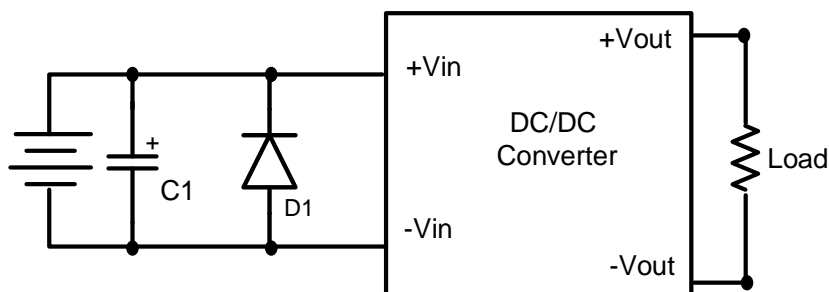 +Vout
+Vin
DC/DC
Converter
+
Load
C1
D1
-Vin
-Vout